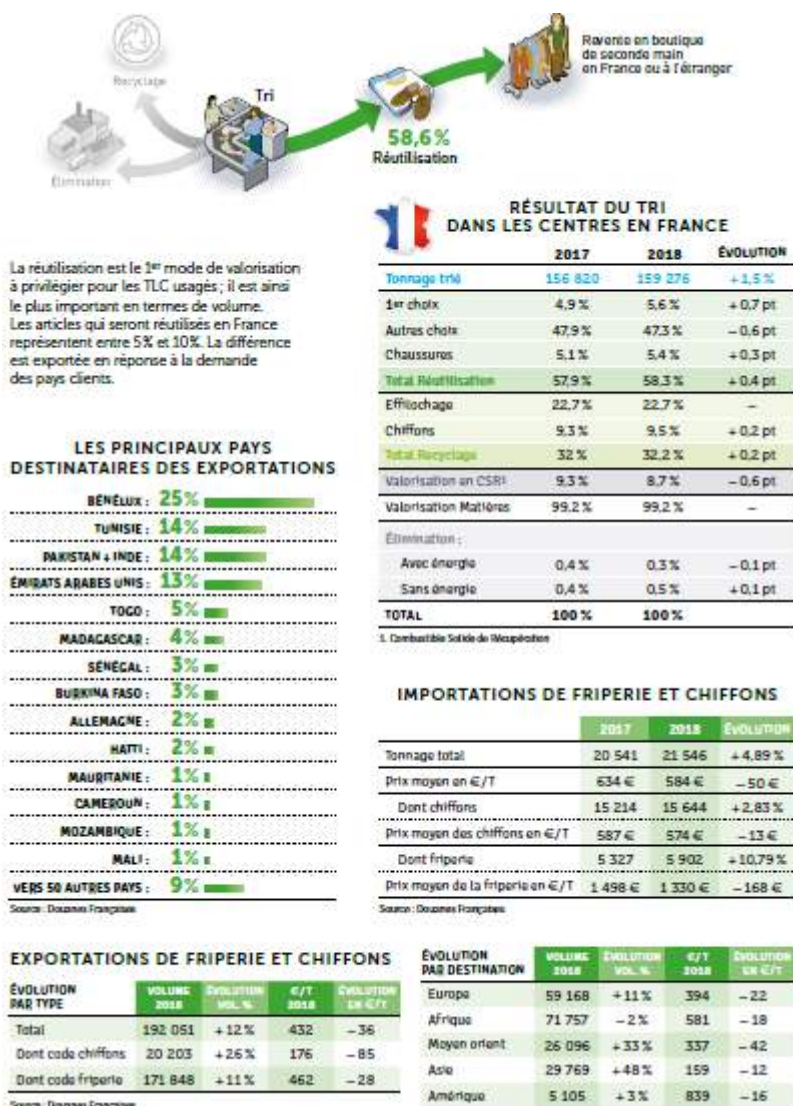 Recyclage
Élimination
Tri
58,6%
Réutilisation
Revente en boutique
de seconde main
en France ou à l'étranger
La réutilisation est le 1er mode de valorisation
à privilégier pour les TLC usagés ; il est ainsi
le plus important en termes de volume.
Les articles qui seront réutilisés en France
représentent entre 5% et 10%. La différence
est exportée en réponse à la demande
des pays clients.
LES PRINCIPAUX PAYS
DESTINATAIRES DES EXPORTATIONS
BÉNÉLUX : 25%
TUNISIE : 14%
PAKISTAN + INDE : 14%
ÉMIRATS ARABES UNIS : 13%
TOGO : 5%
MADAGASCAR : 4%
SÉNÉGAL : 3%
BURKINA FASO : 3%
ALLEMAGNE : 2%
HAÏTI : 2%
MAURITANIE : 1%
CAMEROUN : 1%
MOZAMBIQUE : 1%
MALI : 1%
VERS 50 AUTRES PAYS : 9%
Source : Douanes Françaises
RÉSULTAT DU TRI
DANS LES CENTRES EN FRANCE
2017 2018 ÉVOLUTION
Tonnage trié 156 820 159 276 +1,5 %
1er choix 4,9 % 5,6 % + 0,7 pt
Autres choix 47,9 % 47,3 % – 0,6 pt
Chaussures 5,1 % 5,4 % + 0,3 pt
Total Réutilisation 57,9 % 58,3 % + 0,4 pt
Effilochage 22,7 % 22,7 % –
Chiffons 9,3 % 9,5 % + 0,2 pt
Total Recyclage 32 % 32,2 % + 0,2 pt
Valorisation en CSR1 9,3 % 8,7 % – 0,6 pt
Valorisation Matières 99,2 % 99,2 % –
Élimination :
Avec énergie 0,4 % 0,3 % – 0,1 pt
Sans énergie 0,4 % 0,5 % + 0,1 pt
TOTAL 100 % 100 %
1. Combustible Solide de Récupération
IMPORTATIONS DE FRIPERIE ET CHIFFONS
2017 2018 ÉVOLUTION
Tonnage total 20 541 21 546 + 4,89 %
Prix moyen en €/T 634 € 584 € – 50 €
Dont chiffons 15 214 15 644 +2,83 %
Prix moyen des chiffons en €/T 587 € 574 € – 13 €
Dont friperie 5 327 5 902 + 10,79 %
Prix moyen de la friperie en €/T 1 498 € 1 330 € – 168 €
Source : Douanes Françaises
EXPORTATIONS DE FRIPERIE ET CHIFFONS
ÉVOLUTION
PAR TYPE
VOLUME 2018 ÉVOLUTION VOL. % €/T 2018 ÉVOLUTION EN €/T
Total 192 051 + 12 % 432 – 36
Dont code chiffons 20 203 + 26 % 176 – 85
Dont code friperie 171 848 + 11 % 462 – 28
Source : Douanes Françaises
ÉVOLUTION
PAR DESTINATION
VOLUME 2018 ÉVOLUTION VOL. % €/T 2018 ÉVOLUTION EN €/T
Europe 59 168 + 11 % 394 – 22
Afrique 71 757 – 2 % 581 – 18
Moyen orient 26 096 + 33 % 337 – 42
Asie 29 769 + 48 % 159 – 12
Amérique 5 105 + 3 % 839 – 16